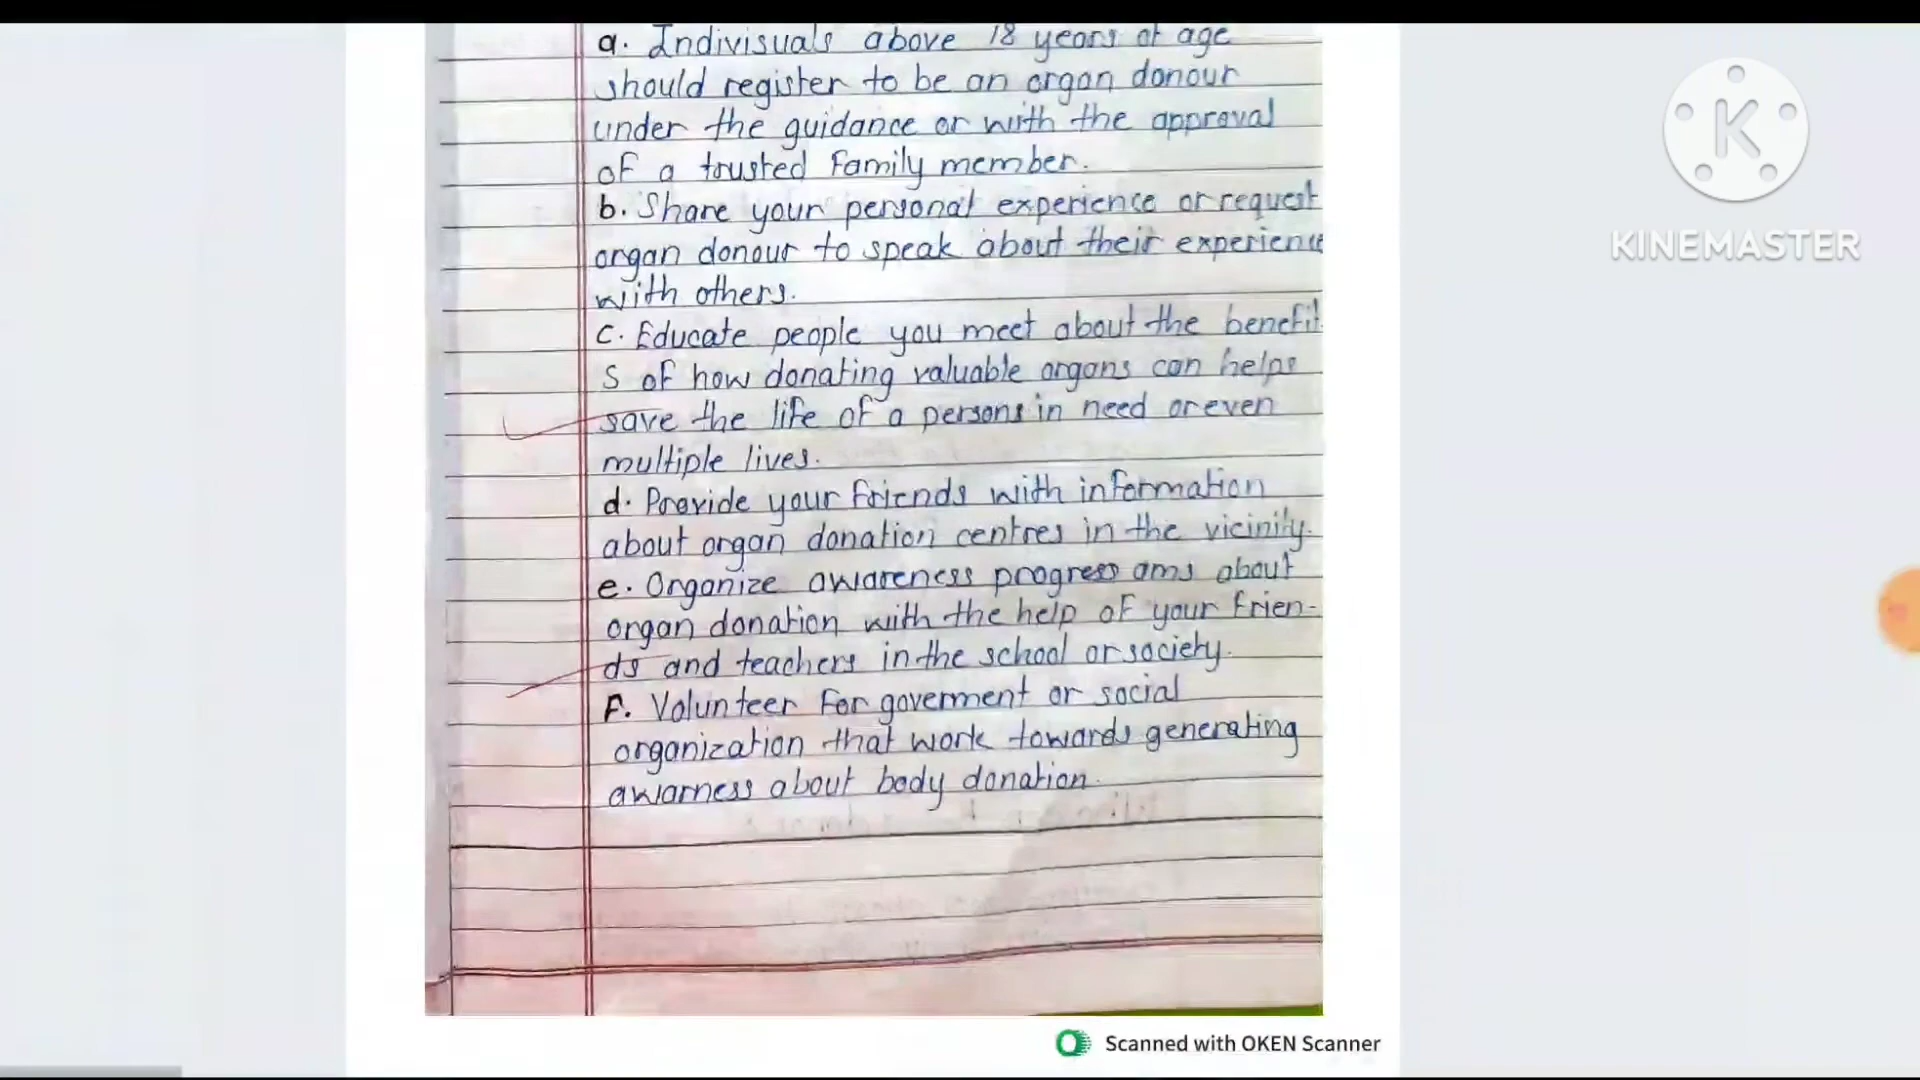 a. Indivisuals above 18 years of age
should register to be an organ donour
under the guidance or with the approval
of a trusted family member.
b. Share your personal experience or request
organ donour to speak about their experience
with others.
c. Educate people you meet about the benefit
s of how donating valuable organs can helps
save the life of a persons in need or even
multiple lives.
d. Provide your friends with information
about organ donation centres in the vicinity.
e. Organize awareness progress ams about
organ donation with the help of your frien-
ds and teachers in the school or society.
F. Volunteer for goverment or social
organization that work towards generating
awarness about body donation.
K
KINEMASTER
Scanned with OKEN Scanner